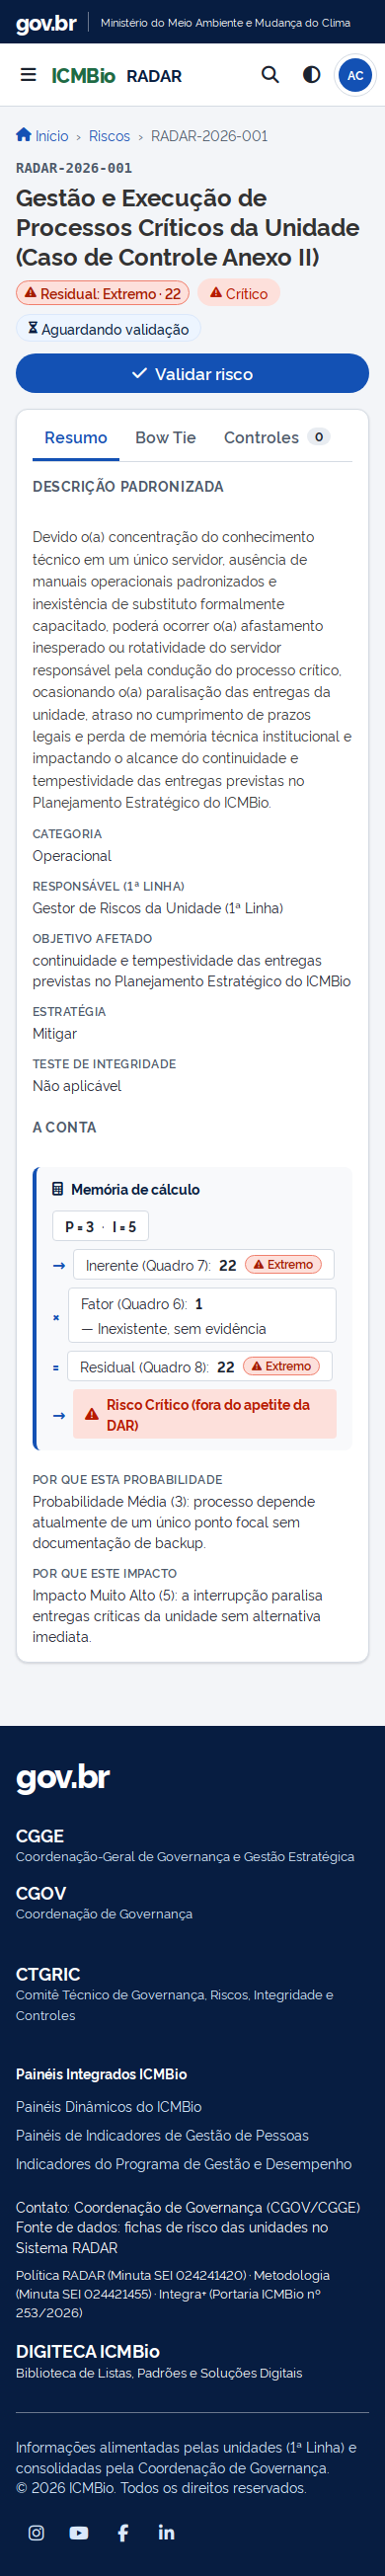 gov.br Ministério do Meio Ambiente e Mudança do Clima
ICMBio RADAR AC
Início › Riscos › RADAR-2026-001
RADAR-2026-001
Gestão e Execução de
Processos Críticos da Unidade
(Caso de Controle Anexo II)
Residual: Extremo · 22 Crítico
Aguardando validação
Validar risco
Resumo Bow Tie Controles 0
DESCRIÇÃO PADRONIZADA
Devido o(a) concentração do conhecimento
técnico em um único servidor, ausência de
manuais operacionais padronizados e
inexistência de substituto formalmente
capacitado, poderá ocorrer o(a) afastamento
inesperado ou rotatividade do servidor
responsável pela condução do processo crítico,
ocasionando o(a) paralisação das entregas da
unidade, atraso no cumprimento de prazos
legais e perda de memória técnica institucional e
impactando o alcance do continuidade e
tempestividade das entregas previstas no
Planejamento Estratégico do ICMBio.
CATEGORIA
Operacional
RESPONSÁVEL (1ª LINHA)
Gestor de Riscos da Unidade (1ª Linha)
OBJETIVO AFETADO
continuidade e tempestividade das entregas
previstas no Planejamento Estratégico do ICMBio
ESTRATÉGIA
Mitigar
TESTE DE INTEGRIDADE
Não aplicável
A CONTA
Memória de cálculo
P = 3 · I = 5
→ Inerente (Quadro 7): 22 Extremo
× Fator (Quadro 6): 1
— Inexistente, sem evidência
= Residual (Quadro 8): 22 Extremo
→ Risco Crítico (fora do apetite da
DAR)
POR QUE ESTA PROBABILIDADE
Probabilidade Média (3): processo depende
atualmente de um único ponto focal sem
documentação de backup.
POR QUE ESTE IMPACTO
Impacto Muito Alto (5): a interrupção paralisa
entregas críticas da unidade sem alternativa
imediata.
gov.br
CGGE
Coordenação-Geral de Governança e Gestão Estratégica
CGOV
Coordenação de Governança
CTGRIC
Comitê Técnico de Governança, Riscos, Integridade e
Controles
Painéis Integrados ICMBio
Painéis Dinâmicos do ICMBio
Painéis de Indicadores de Gestão de Pessoas
Indicadores do Programa de Gestão e Desempenho
Contato: Coordenação de Governança (CGOV/CGGE)
Fonte de dados: fichas de risco das unidades no
Sistema RADAR
Política RADAR (Minuta SEI 024241420) · Metodologia
(Minuta SEI 024421455) · Integra+ (Portaria ICMBio nº
253/2026)
DIGITECA ICMBio
Biblioteca de Listas, Padrões e Soluções Digitais
Informações alimentadas pelas unidades (1ª Linha) e
consolidadas pela Coordenação de Governança.
© 2026 ICMBio. Todos os direitos reservados.